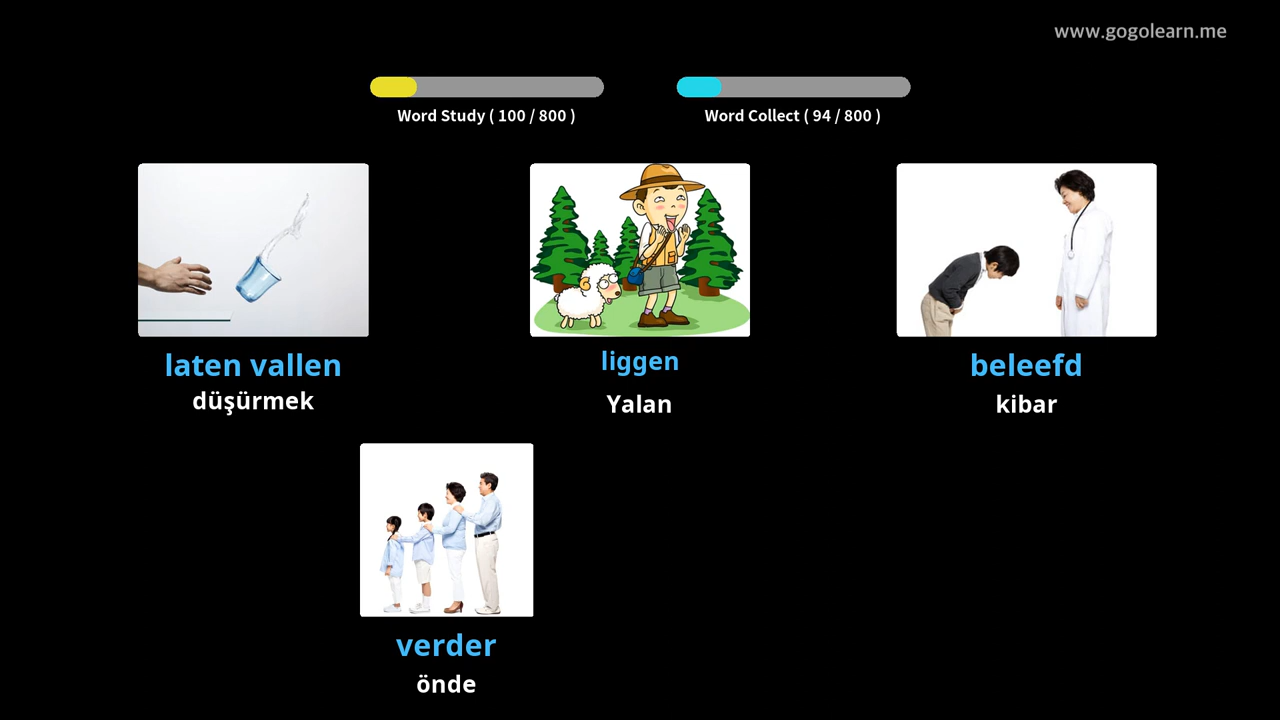 www.gogolearn.me
Word Study ( 100 / 800 )
Word Collect ( 94 / 800 )
laten vallen
düşürmek
liggen
Yalan
beleefd
kibar
verder
önde